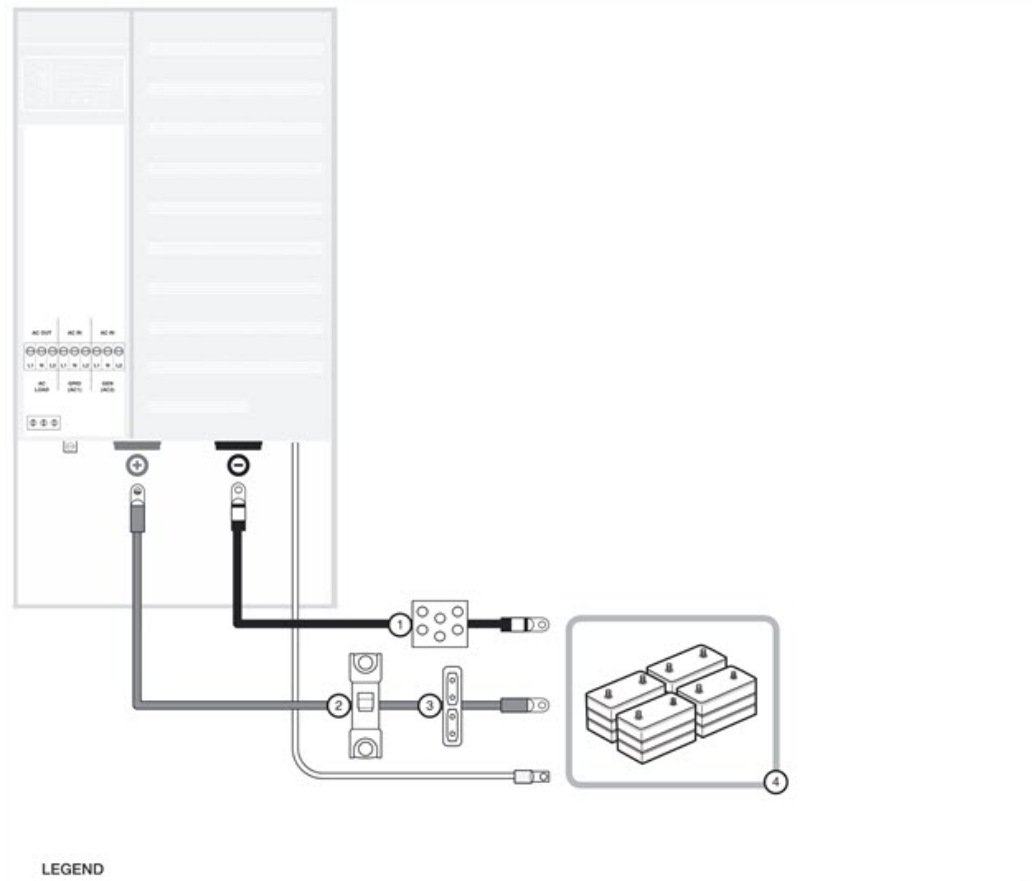 AC OUT AC IN AC IN
L1 N L2 L1 N L2 L1 N L2
AC LOAD GRID (AC1) GEN (AC2)
+ −
1
2 3
4
LEGEND